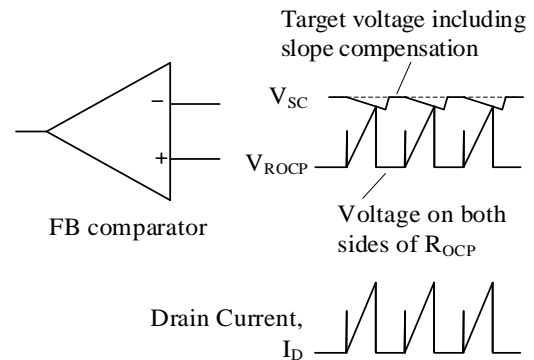 Target voltage including
slope compensation
V_SC
−
+
V_ROCP
FB comparator
Voltage on both
sides of R_OCP
Drain Current,
I_D